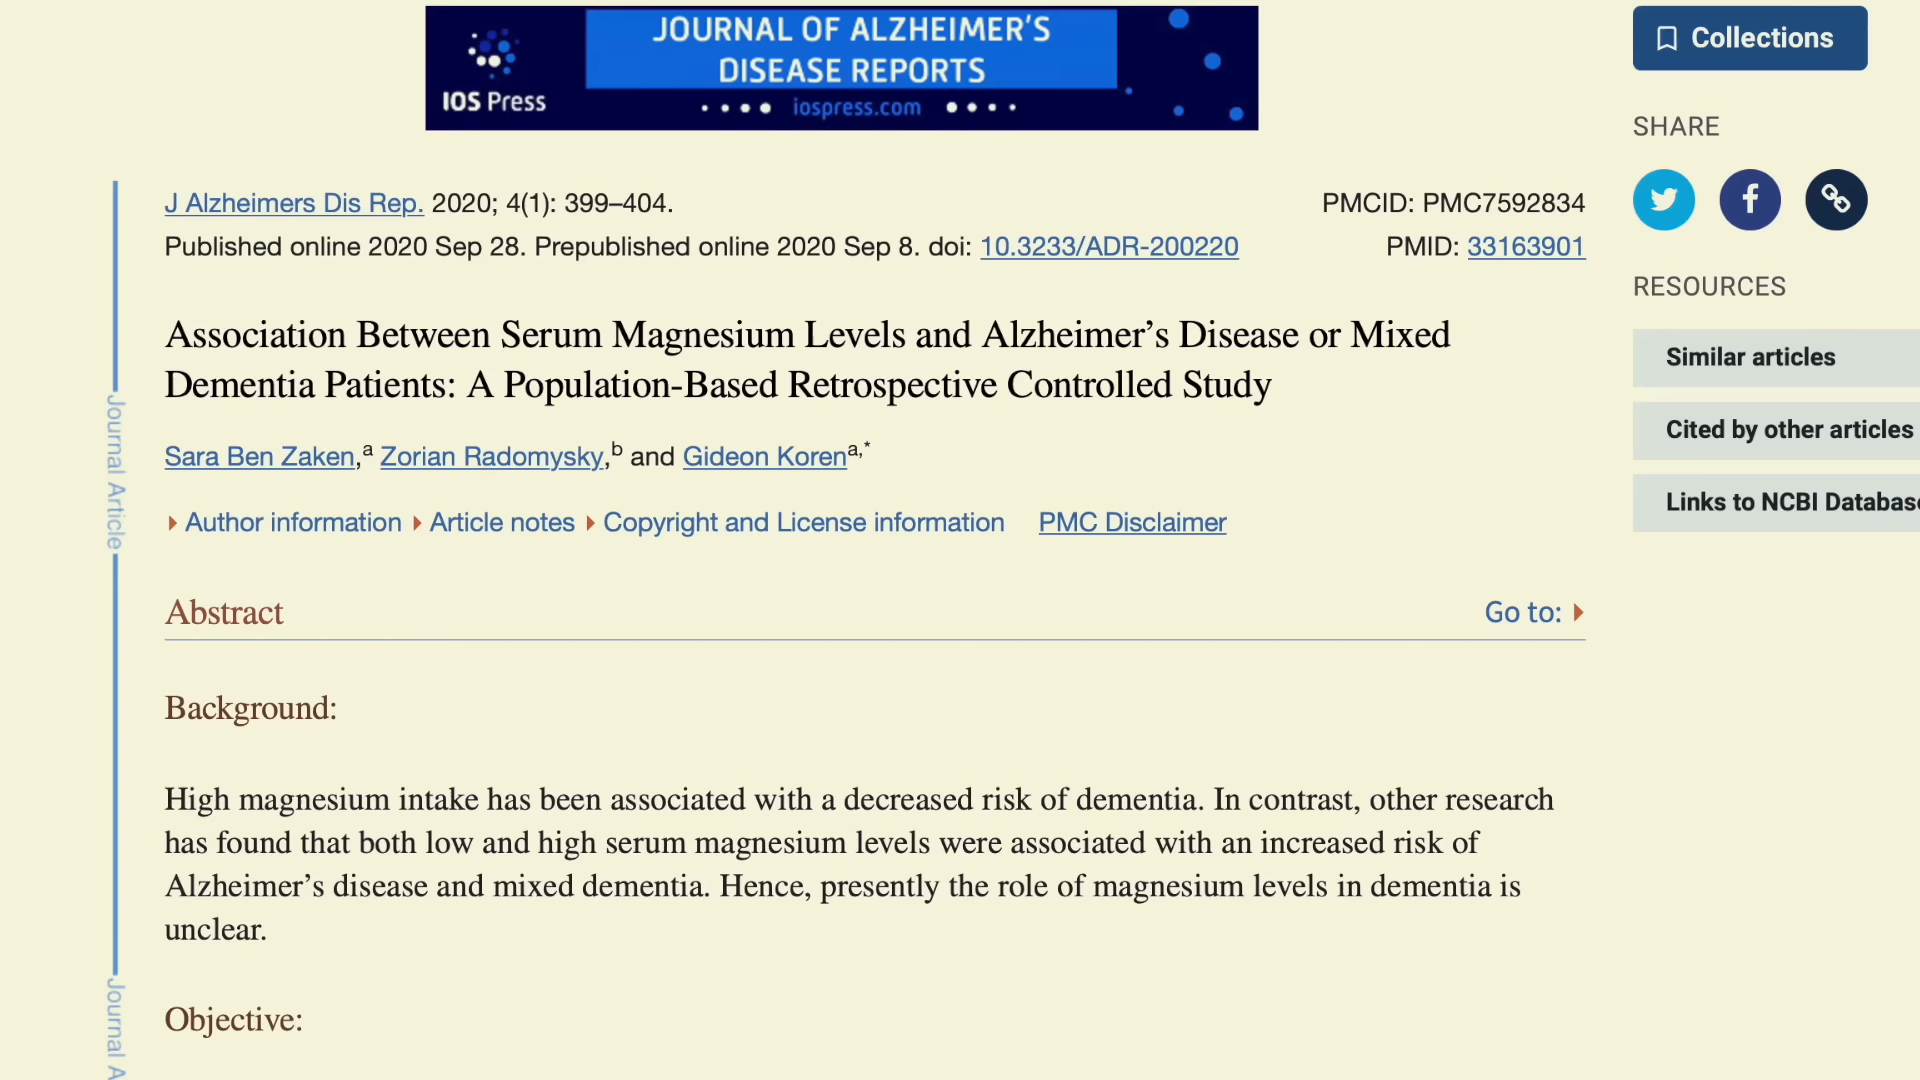 JOURNAL OF ALZHEIMER'S
DISEASE REPORTS
IOS Press
iospress.com
Collections
SHARE
J Alzheimers Dis Rep. 2020; 4(1): 399–404.
PMCID: PMC7592834
Published online 2020 Sep 28. Prepublished online 2020 Sep 8. doi: 10.3233/ADR-200220
PMID: 33163901
RESOURCES
Similar articles
Cited by other articles
Links to NCBI Database
Association Between Serum Magnesium Levels and Alzheimer’s Disease or Mixed
Dementia Patients: A Population-Based Retrospective Controlled Study
Sara Ben Zaken,a Zorian Radomysky,b and Gideon Korena,*
Author information Article notes Copyright and License information PMC Disclaimer
Abstract
Go to:
Background:
High magnesium intake has been associated with a decreased risk of dementia. In contrast, other research
has found that both low and high serum magnesium levels were associated with an increased risk of
Alzheimer’s disease and mixed dementia. Hence, presently the role of magnesium levels in dementia is
unclear.
Objective:
Journal Article
Journal A